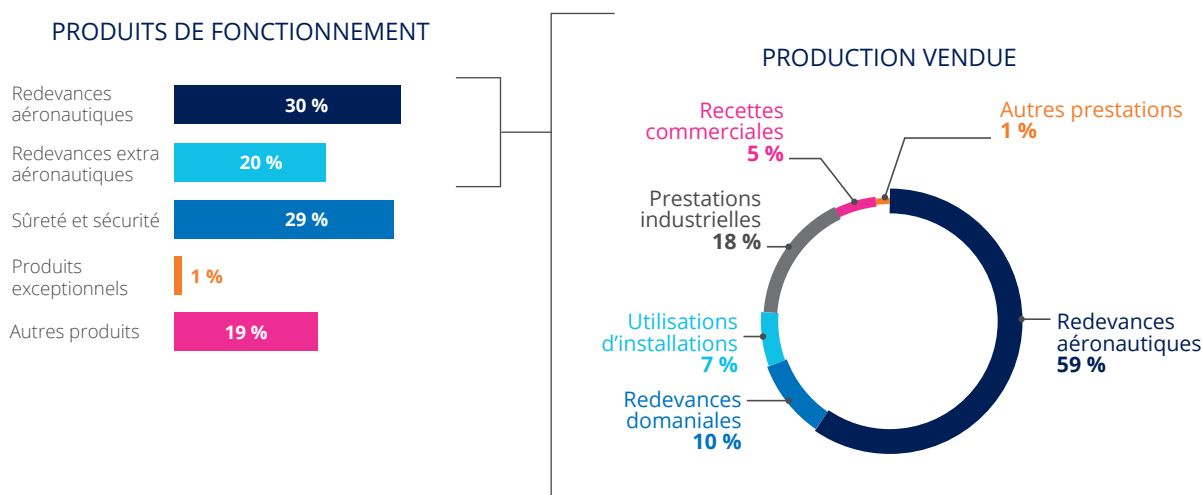 PRODUITS DE FONCTIONNEMENT
Redevances
aéronautiques
30 %
Redevances extra
aéronautiques
20 %
Sûreté et sécurité
29 %
Produits
exceptionnels
1 %
Autres produits
19 %
PRODUCTION VENDUE
Recettes
commerciales
5 %
Autres prestations
1 %
Prestations
industrielles
18 %
Utilisations
d’installations
7 %
Redevances
aéronautiques
59 %
Redevances
domaniales
10 %